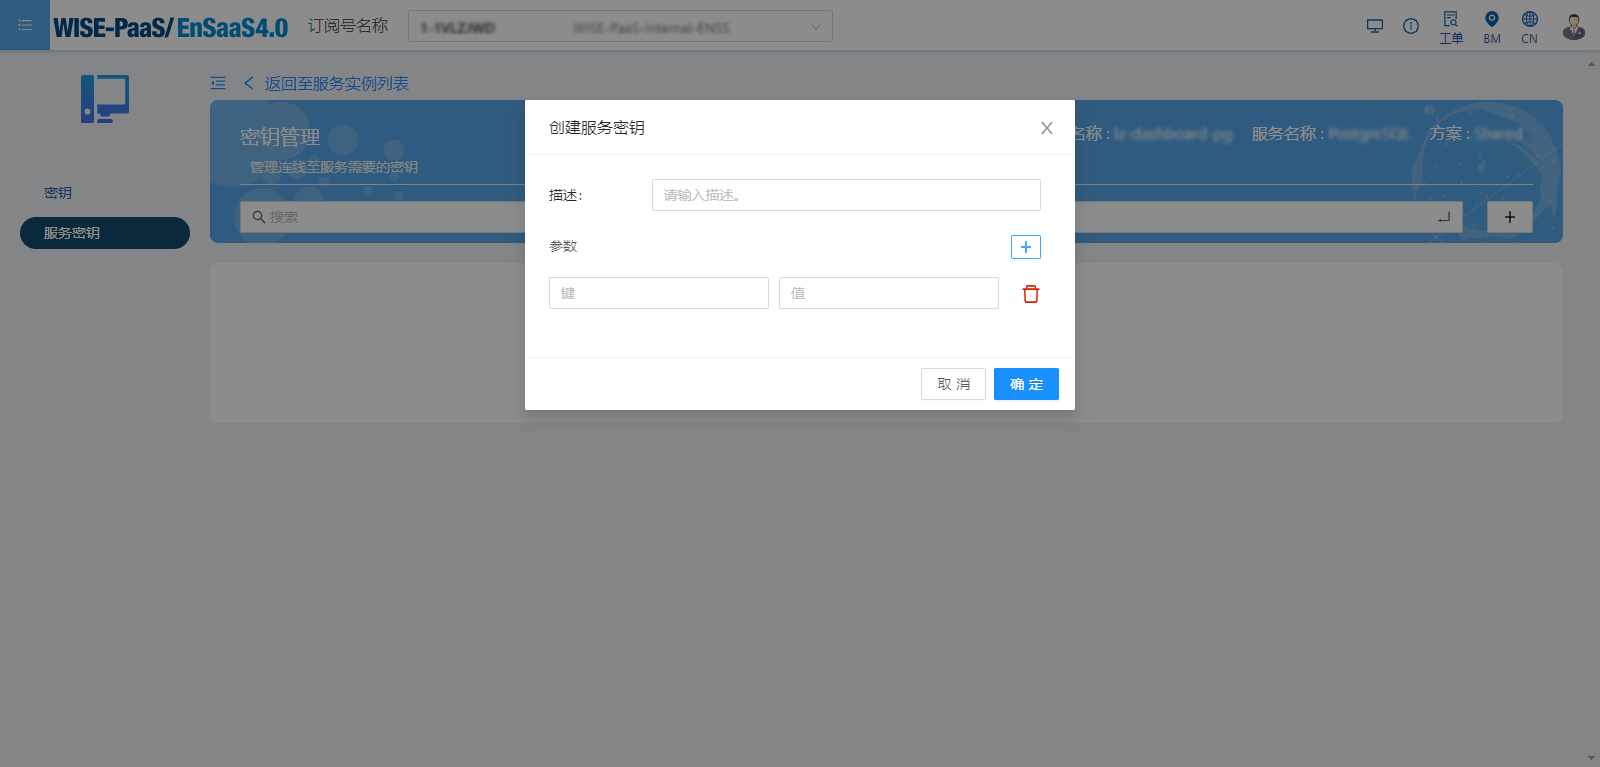 WISE-PaaS/ EnSaaS4.0
订阅号名称
1-1VLZJWD WISE-PaaS-Internal-ENSS
工单
BM
CN
返回至服务实例列表
密钥
服务密钥
密钥管理
管理连线至服务需要的密钥
名称 : lz-dashboard-pg 服务名称 : PostgreSQL 方案 : Shared
搜索
创建服务密钥
描述:
请输入描述。
参数
键
值
取 消
确 定